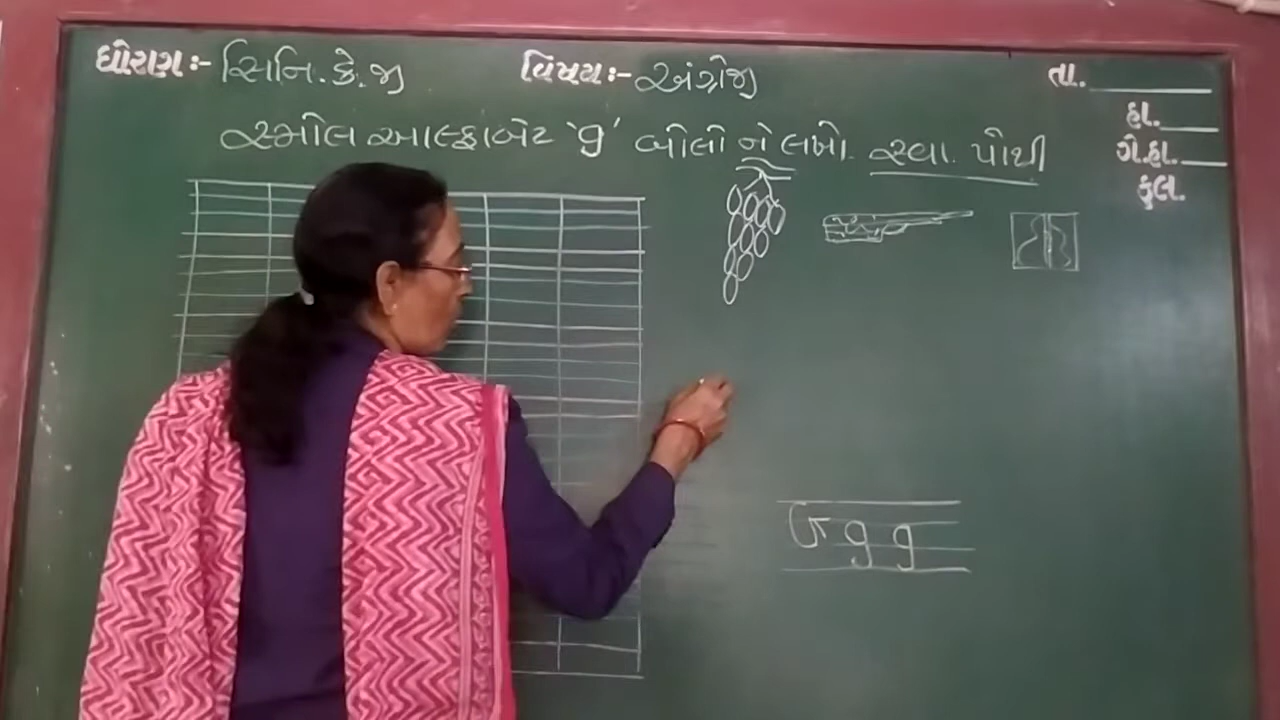 ધોરણ:- સિનિ. કે. જી વિષય:- અંગ્રેજી તા.
હા.
સ્મોલ આલ્ફાબેટ 'g' બોલો ને લખો. સ્વા. પોથી ગે.હા.
કુલ.
G g g